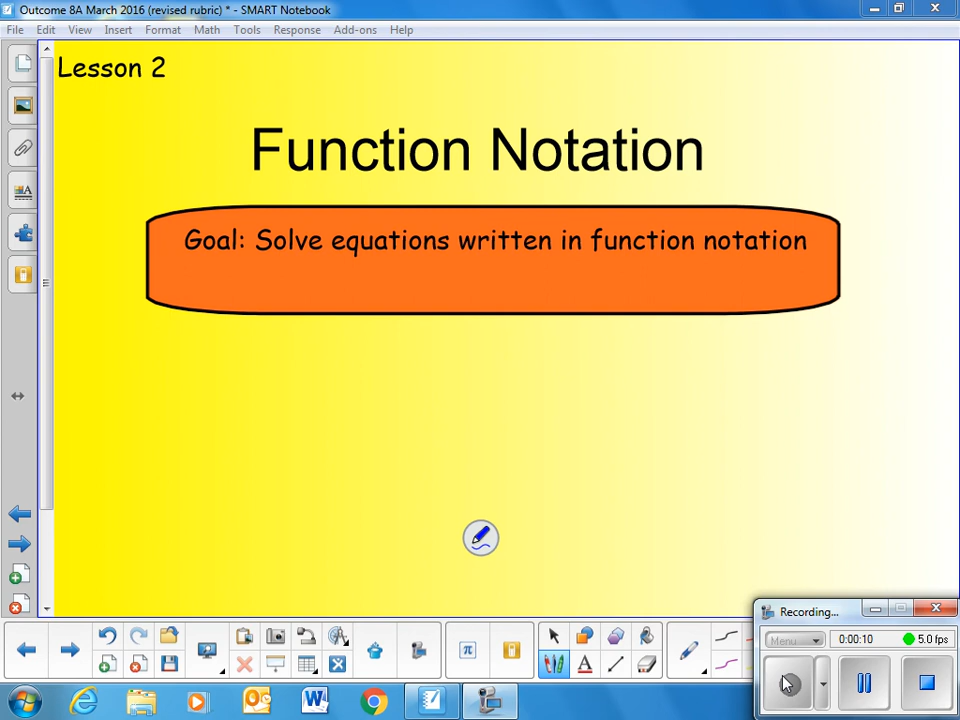 Outcome 8A March 2016 (revised rubric) * - SMART Notebook
File Edit View Insert Format Math Tools Response Add-ons Help
Lesson 2
Function Notation
Goal: Solve equations written in function notation
Recording...
Menu 0:00:10 5.0 fps